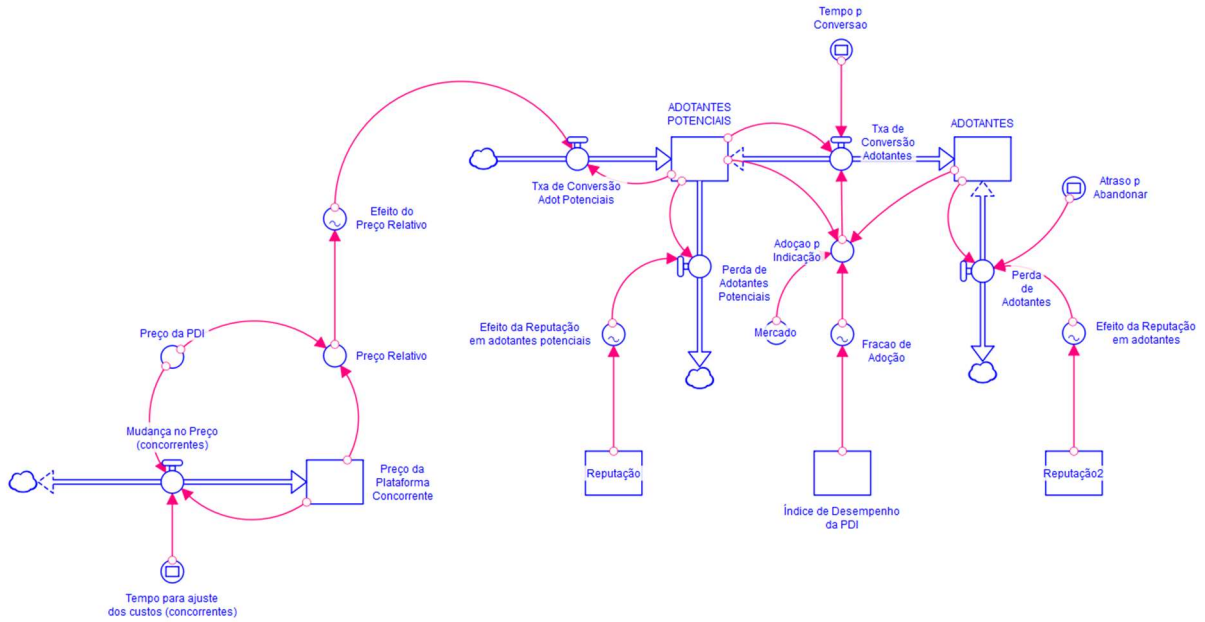 Tempo p
Conversao
ADOTANTES
POTENCIAIS
Txa de
Conversão
Adotantes
ADOTANTES
Txa de Conversão
Adot Potenciais
Atraso p
Abandonar
Efeito do
Preço Relativo
Adoçao p
Indicação
Perda de
Adotantes
Potenciais
Perda
de
Adotantes
Preço da PDI
Preço Relativo
Efeito da Reputação
em adotantes potenciais
Mercado
Fracao de
Adoção
Efeito da Reputação
em adotantes
Mudança no Preço
(concorrentes)
Preço da
Plataforma
Concorrente
Reputação
Índice de Desempenho
da PDI
Reputação2
Tempo para ajuste
dos custos (concorrentes)